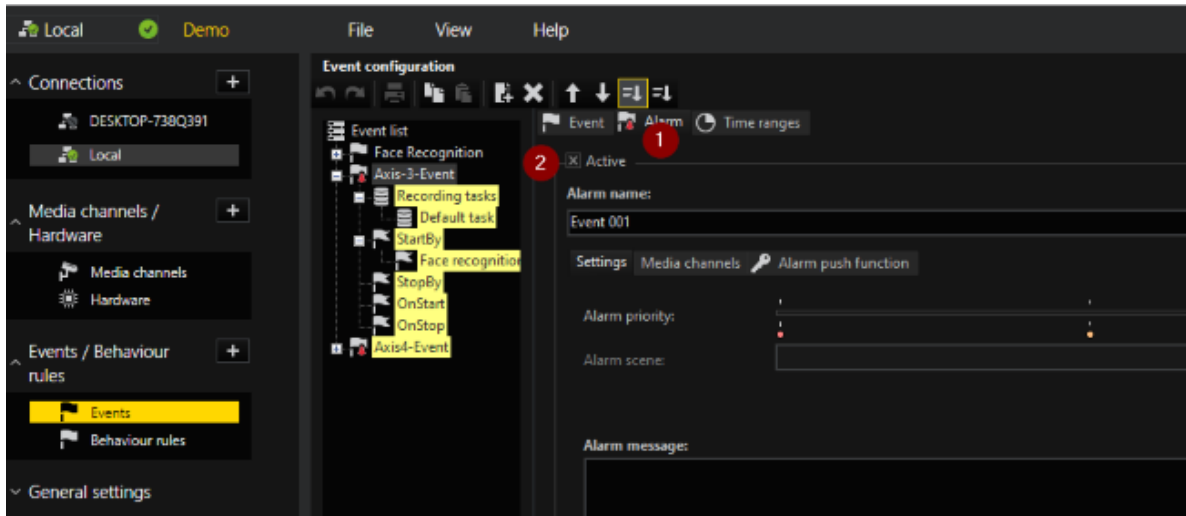 Local Demo File View Help
Connections
DESKTOP-738Q391
Local
Media channels /
Hardware
Media channels
Hardware
Events / Behaviour
rules
Events
Behaviour rules
General settings
Event configuration
Event list
Face Recognition
Axis-3-Event
Recording tasks
Default task
StartBy
Face recognition
StopBy
OnStart
OnStop
Axis4-Event
Event Alarm Time ranges
1
2 Active
Alarm name:
Event 001
Settings Media channels Alarm push function
Alarm priority:
Alarm scene:
Alarm message: